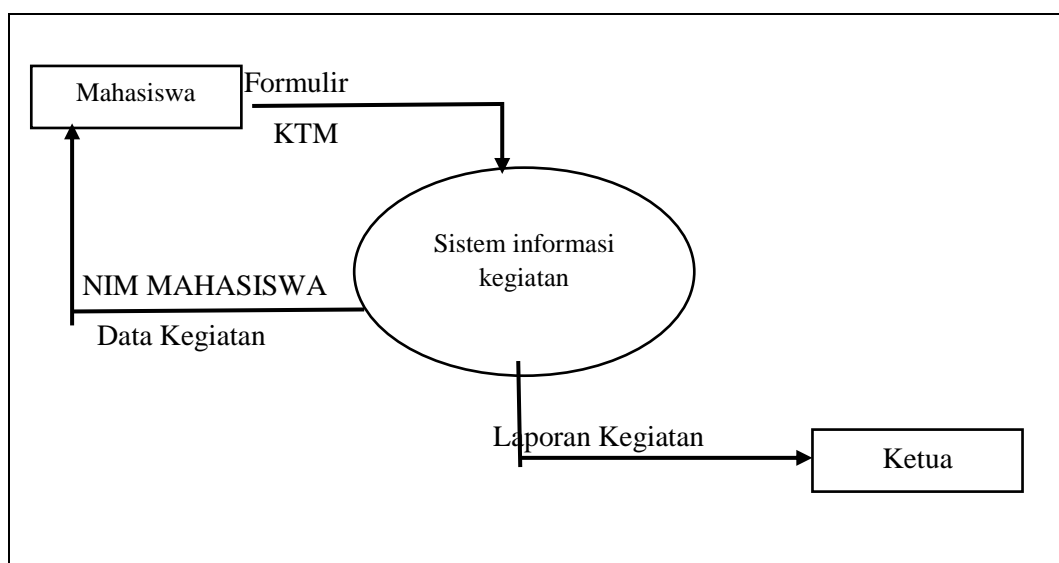 Mahasiswa
Formulir
KTM
Sistem informasi
kegiatan
NIM MAHASISWA
Data Kegiatan
Laporan Kegiatan
Ketua